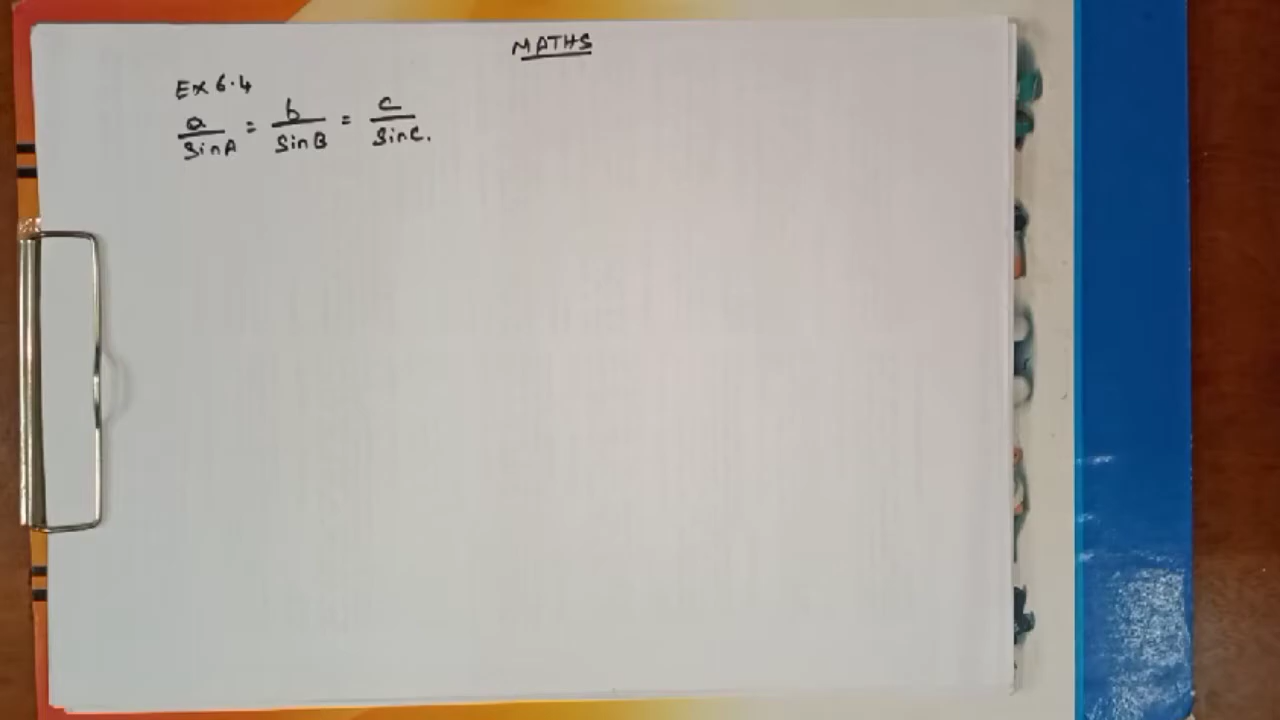 MATHS
Ex 6.4
a/SinA = b/SinB = c/SinC.